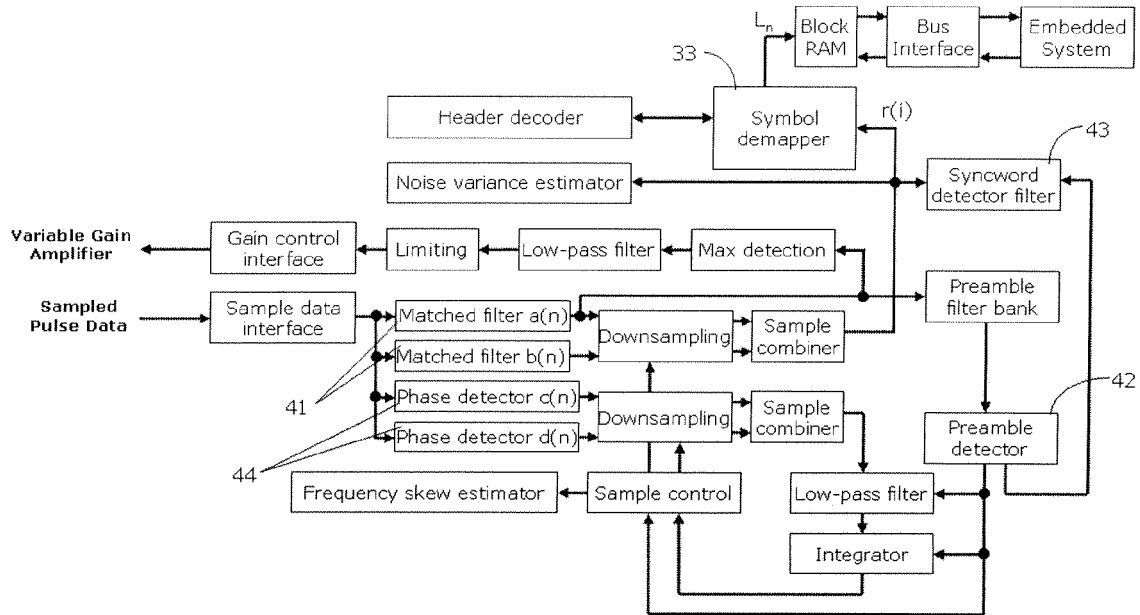 L_n
Block
RAM
Bus
Interface
Embedded
System
33
Header decoder
Symbol
demapper
r(i)
43
Noise variance estimator
Syncword
detector filter
Variable Gain
Amplifier
Gain control
interface
Limiting
Low-pass filter
Max detection
Sampled
Pulse Data
Sample data
interface
Matched filter a(n)
Matched filter b(n)
Downsampling
Sample
combiner
Preamble
filter bank
41
Phase detector c(n)
Phase detector d(n)
Downsampling
Sample
combiner
42
Preamble
detector
44
Frequency skew estimator
Sample control
Low-pass filter
Integrator